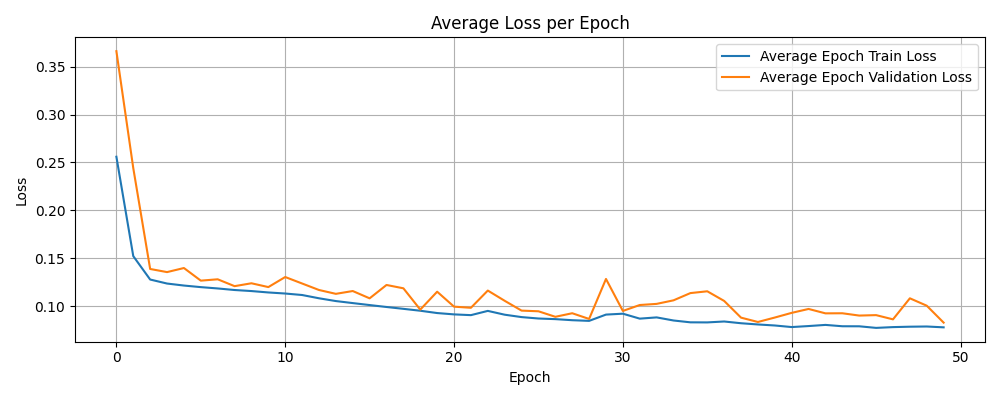 Average Loss per Epoch
Average Epoch Train Loss
Average Epoch Validation Loss
Loss
0.35
0.30
0.25
0.20
0.15
0.10
0 10 20 30 40 50
Epoch